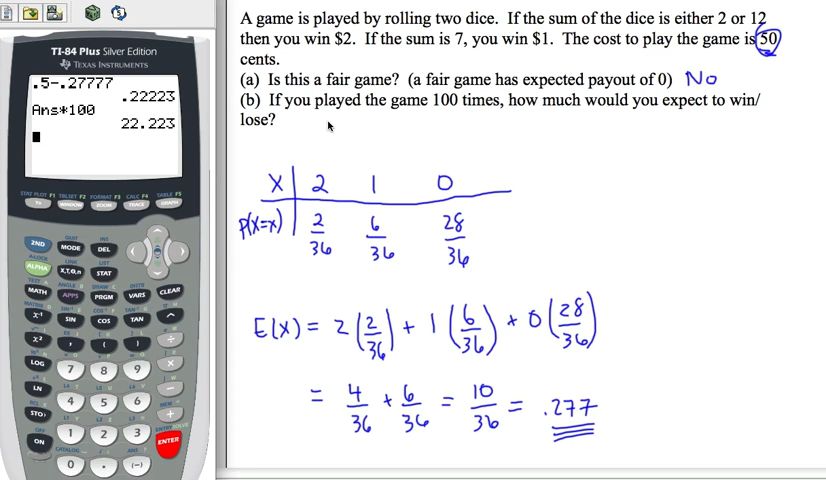 A game is played by rolling two dice. If the sum of the dice is either 2 or 12
then you win $2. If the sum is 7, you win $1. The cost to play the game is 50
cents.
(a) Is this a fair game? (a fair game has expected payout of 0) No
(b) If you played the game 100 times, how much would you expect to win/
lose?
TI-84 Plus Silver Edition
TEXAS INSTRUMENTS
.5-.27777
.22223
Ans*100
22.223
X 2 1 0
P(X=x) 2/36 6/36 28/36
E(X) = 2 (2/36) + 1 (6/36) + 0 (28/36)
= 4/36 + 6/36 = 10/36 = .277
STAT PLOT F1 TBLSET F2 FORMAT F3 CALC F4 TABLE F5
Y= WINDOW ZOOM TRACE GRAPH
2ND MODE DEL
ALPHA X,T,θ,n STAT
MATH APPS PRGM VARS CLEAR
x⁻¹ SIN COS TAN ^
x² , ( ) ÷
LOG 7 8 9 ×
LN 4 5 6 −
STO› 1 2 3 +
ON 0 . (−) ENTER